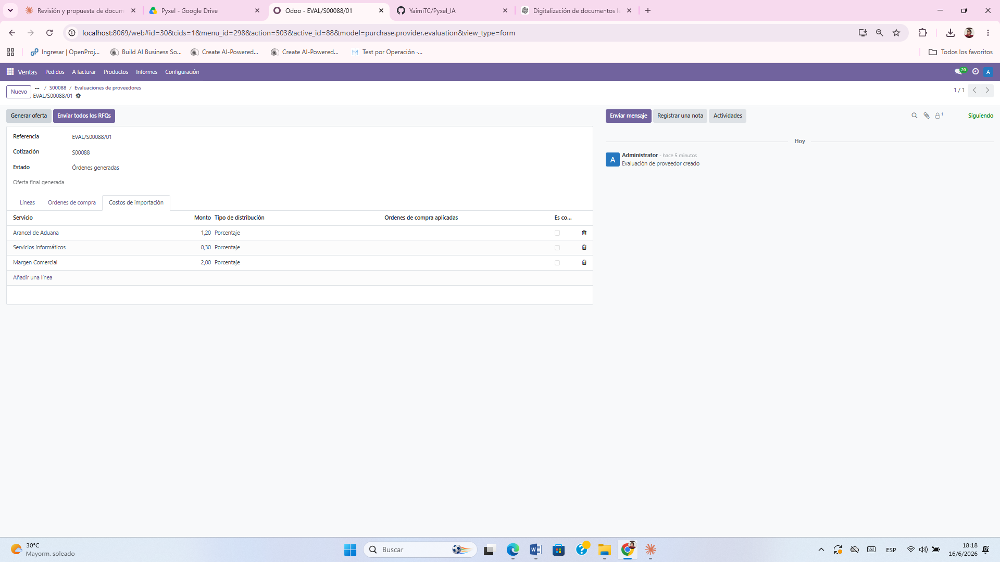 Revisión y propuesta de docum
Pyxel - Google Drive
Odoo - EVAL/S00088/01
YaimiTC/Pyxel_IA
Digitalización de documentos le
localhost:8069/web#id=30&cids=1&menu_id=298&action=503&active_id=88&model=purchase.provider.evaluation&view_type=form
Ingresar | OpenProj...
Build AI Business So...
Create AI-Powered...
Create AI-Powered...
Test por Operación -...
Todos los favoritos
Ventas
Pedidos
A facturar
Productos
Informes
Configuración
20
A
Nuevo
... / S00088 / Evaluaciones de proveedores
EVAL/S00088/01
1 / 1
Generar oferta
Enviar todos los RFQs
Enviar mensaje
Registrar una nota
Actividades
1
Siguiendo
Referencia EVAL/S00088/01
Cotización S00088
Estado Órdenes generadas
Oferta final generada
Hoy
A
Administrator - hace 5 minutos
Evaluación de proveedor creado
Líneas
Ordenes de compra
Costos de importación
Servicio Monto Tipo de distribución Ordenes de compra aplicadas Es co...
Arancel de Aduana 1,20 Porcentaje
Servicios informáticos 0,30 Porcentaje
Margen Comercial 2,00 Porcentaje
Añadir una línea
30°C
Mayorm. soleado
Buscar
ESP
18:18
16/6/2026